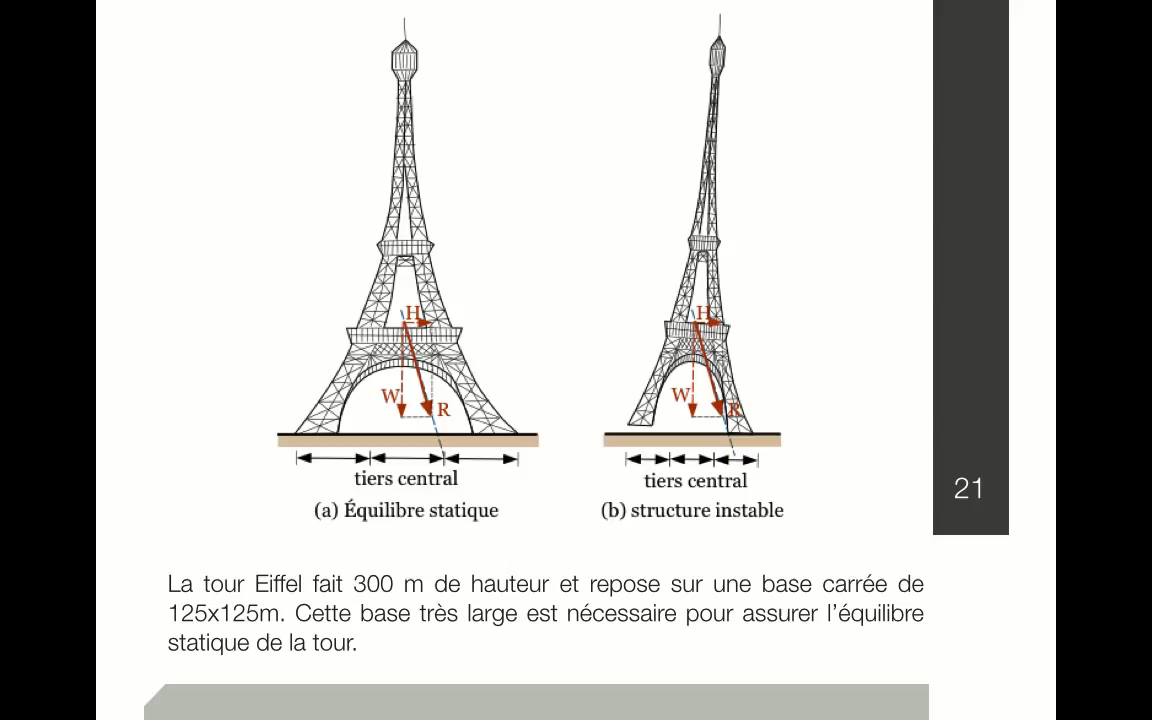 H
W
R
tiers central
(a) Équilibre statique
H
W
R
tiers central
(b) structure instable
21
La tour Eiffel fait 300 m de hauteur et repose sur une base carrée de
125x125m. Cette base très large est nécessaire pour assurer l’équilibre
statique de la tour.